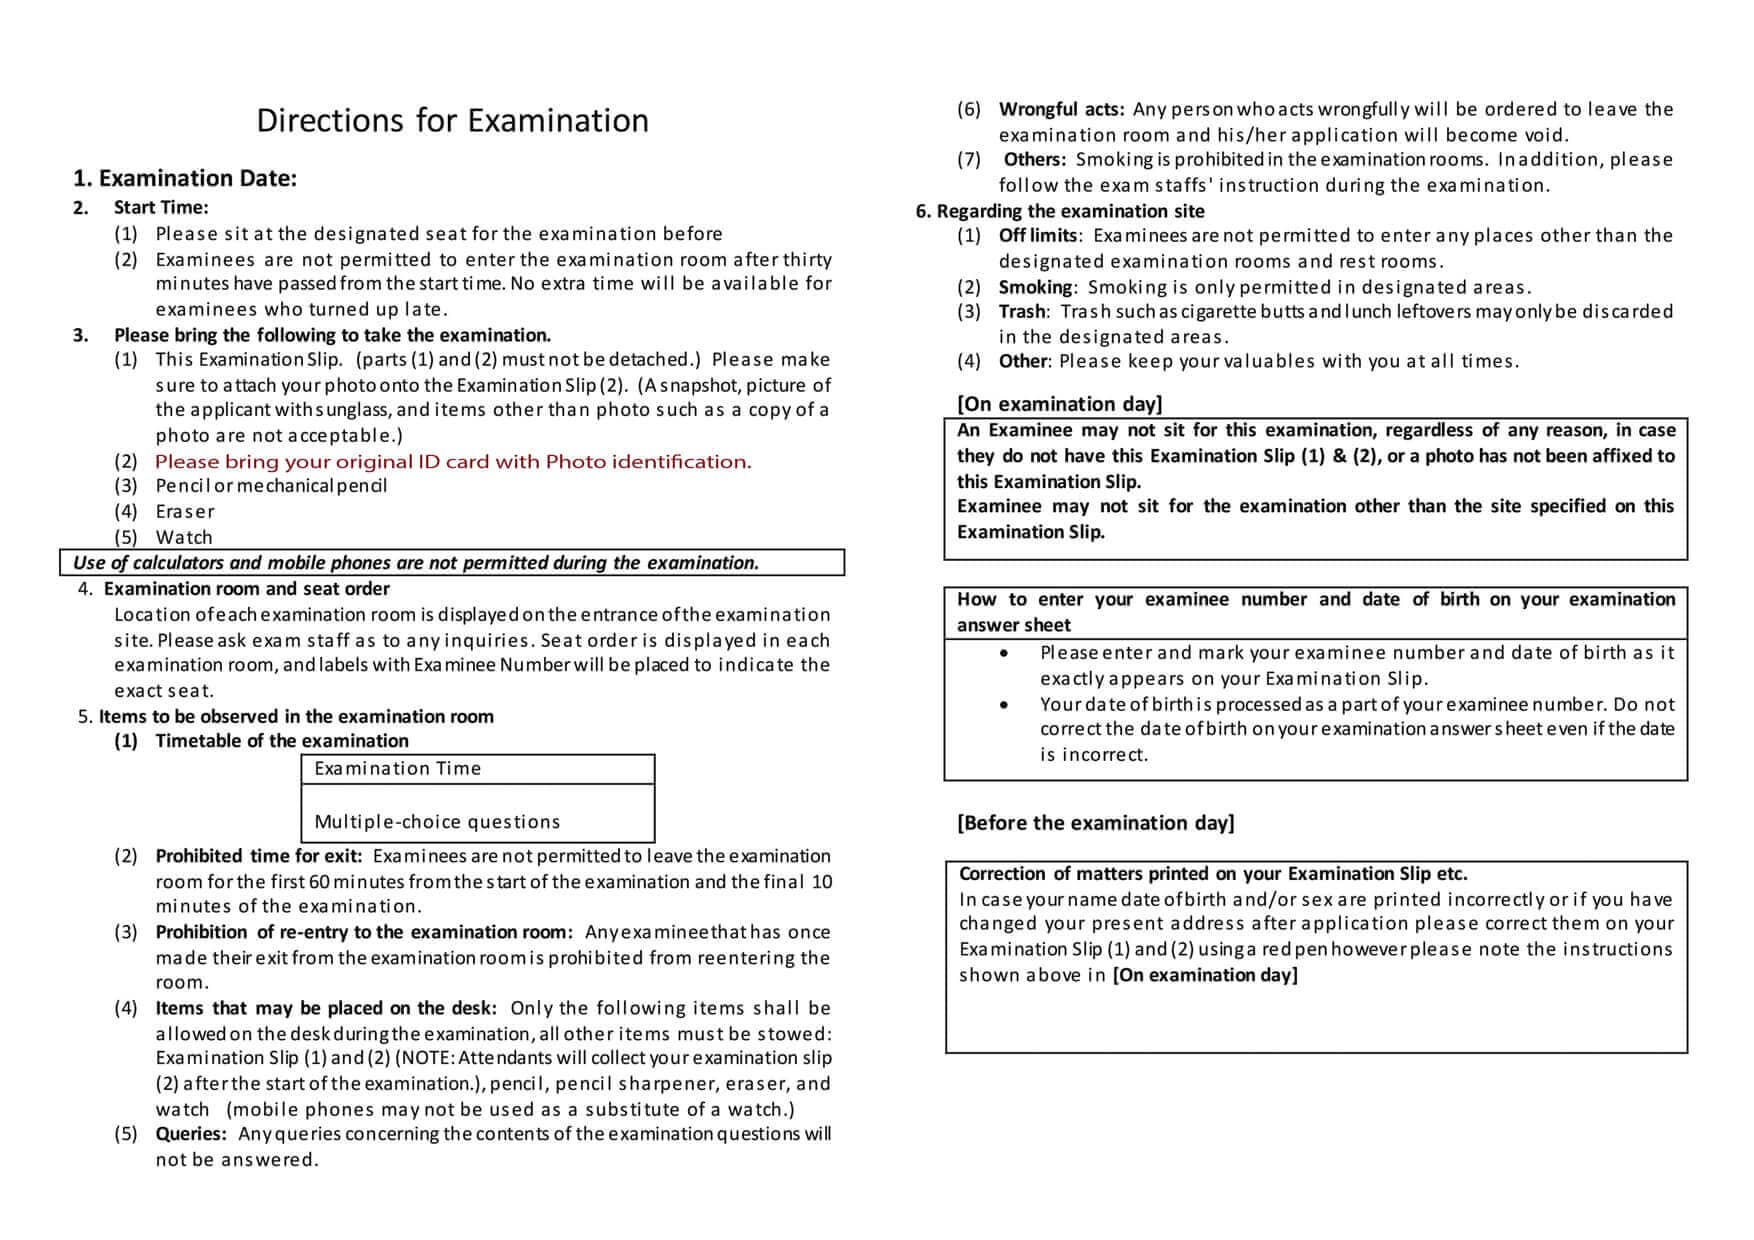 Directions for Examination
1. Examination Date:
2. Start Time:
(1) Please sit at the designated seat for the examination before
(2) Examinees are not permitted to enter the examination room after thirty
minutes have passed from the start time. No extra time will be available for
examinees who turned up late.
3. Please bring the following to take the examination.
(1) This Examination Slip. (parts (1) and (2) must not be detached.) Please make
sure to attach your photo onto the Examination Slip (2). (A snapshot, picture of
the applicant with sunglass, and items other than photo such as a copy of a
photo are not acceptable.)
(2) Please bring your original ID card with Photo identification.
(3) Pencil or mechanical pencil
(4) Eraser
(5) Watch
Use of calculators and mobile phones are not permitted during the examination.
4. Examination room and seat order
Location of each examination room is displayed on the entrance of the examination
site. Please ask exam staff as to any inquiries. Seat order is displayed in each
examination room, and labels with Examinee Number will be placed to indicate the
exact seat.
5. Items to be observed in the examination room
(1) Timetable of the examination
Examination Time
Multiple-choice questions
(2) Prohibited time for exit: Examinees are not permitted to leave the examination
room for the first 60 minutes from the start of the examination and the final 10
minutes of the examination.
(3) Prohibition of re-entry to the examination room: Any examinee that has once
made their exit from the examination room is prohibited from reentering the
room.
(4) Items that may be placed on the desk: Only the following items shall be
allowed on the desk during the examination, all other items must be stowed:
Examination Slip (1) and (2) (NOTE: Attendants will collect your examination slip
(2) after the start of the examination.), pencil, pencil sharpener, eraser, and
watch (mobile phones may not be used as a substitute of a watch.)
(5) Queries: Any queries concerning the contents of the examination questions will
not be answered.
(6) Wrongful acts: Any person who acts wrongfully will be ordered to leave the
examination room and his/her application will become void.
(7) Others: Smoking is prohibited in the examination rooms. In addition, please
follow the exam staffs' instruction during the examination.
6. Regarding the examination site
(1) Off limits: Examinees are not permitted to enter any places other than the
designated examination rooms and rest rooms.
(2) Smoking: Smoking is only permitted in designated areas.
(3) Trash: Trash such as cigarette butts and lunch leftovers may only be discarded
in the designated areas.
(4) Other: Please keep your valuables with you at all times.
[On examination day]
An Examinee may not sit for this examination, regardless of any reason, in case
they do not have this Examination Slip (1) & (2), or a photo has not been affixed to
this Examination Slip.
Examinee may not sit for the examination other than the site specified on this
Examination Slip.
How to enter your examinee number and date of birth on your examination
answer sheet
• Please enter and mark your examinee number and date of birth as it
exactly appears on your Examination Slip.
• Your date of birth is processed as a part of your examinee number. Do not
correct the date of birth on your examination answer sheet even if the date
is incorrect.
[Before the examination day]
Correction of matters printed on your Examination Slip etc.
In case your name date of birth and/or sex are printed incorrectly or if you have
changed your present address after application please correct them on your
Examination Slip (1) and (2) using a red pen however please note the instructions
shown above in [On examination day]